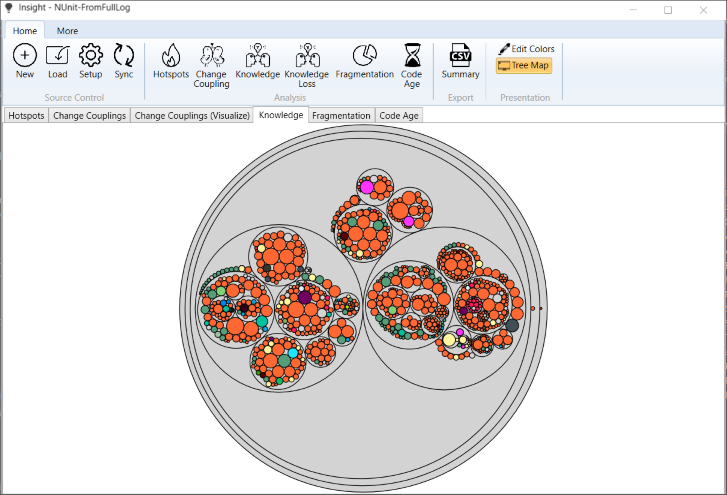 Insight - NUnit-FromFullLog
Home More
New Load Setup Sync Hotspots Change Coupling Knowledge Knowledge Loss Fragmentation Code Age CSV Summary Edit Colors Tree Map
Source Control Analysis Export Presentation
Hotspots Change Couplings Change Couplings (Visualize) Knowledge Fragmentation Code Age